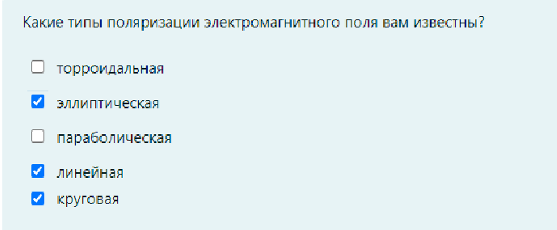 Какие типы поляризации электромагнитного поля вам известны?
торроидальная
эллиптическая
параболическая
линейная
круговая